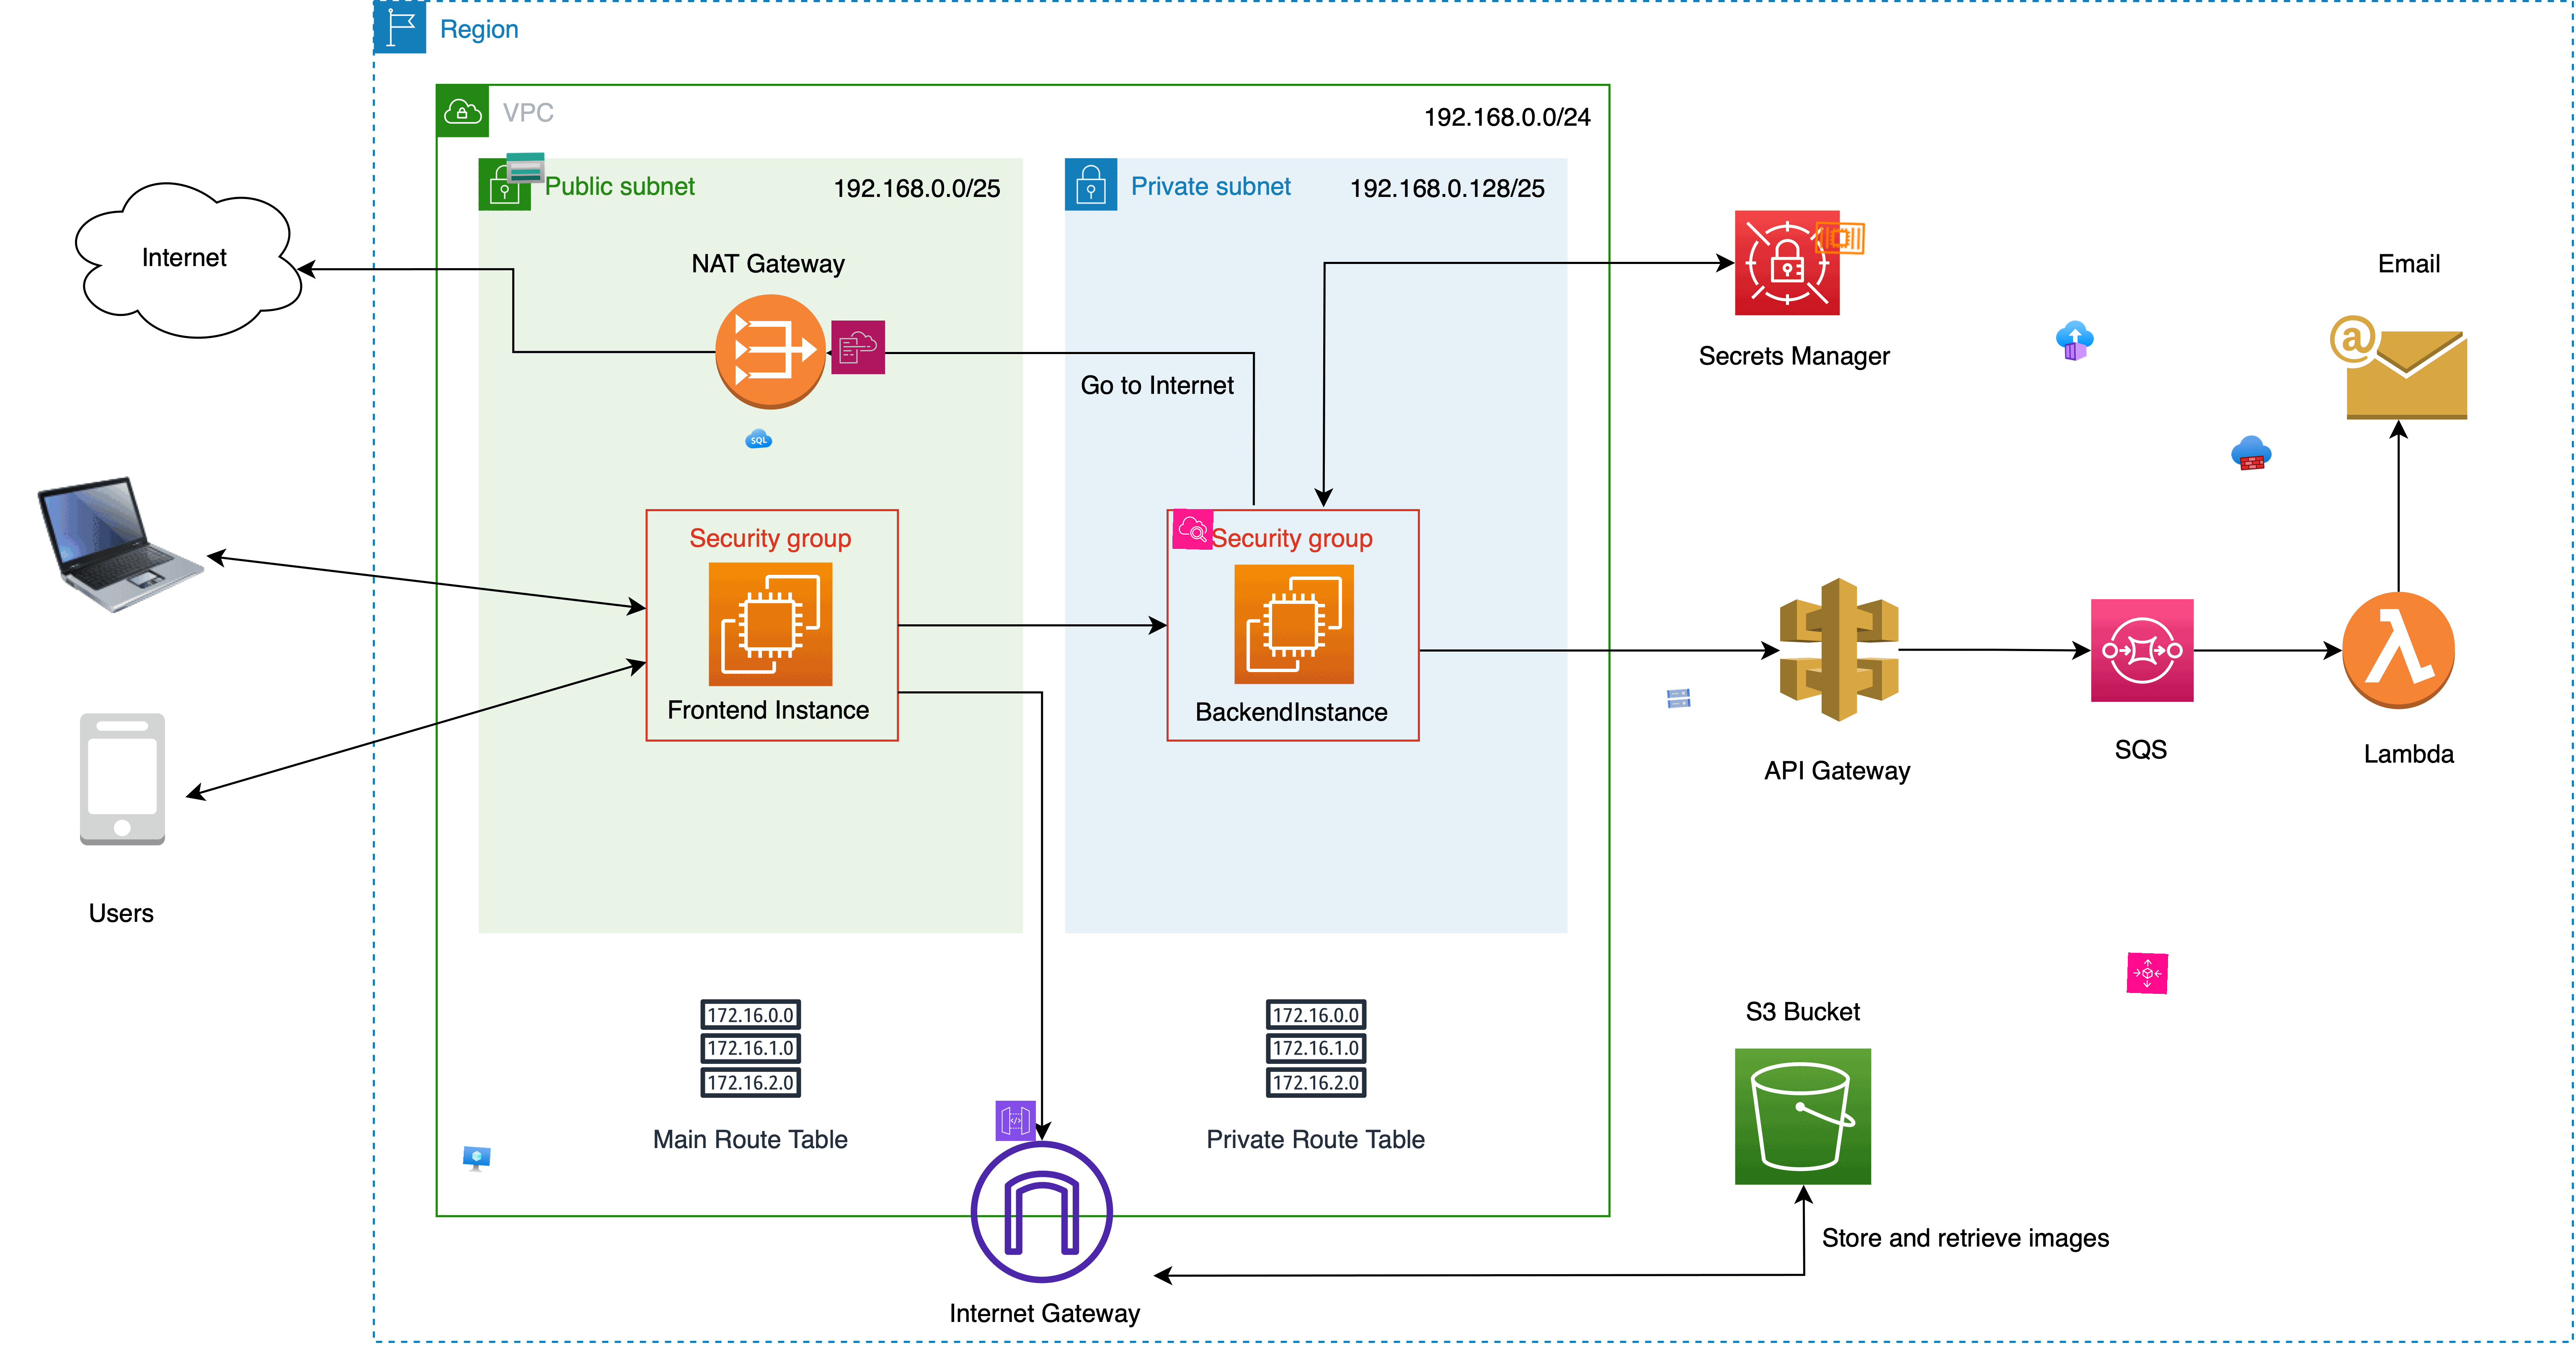 Region
VPC
192.168.0.0/24
Public subnet
192.168.0.0/25
Private subnet
192.168.0.128/25
Internet
NAT Gateway
Go to Internet
SQL
Secrets Manager
Email
@
Security group
Frontend Instance
Security group
BackendInstance
API Gateway
SQS
Lambda
Users
172.16.0.0
172.16.1.0
172.16.2.0
Main Route Table
172.16.0.0
172.16.1.0
172.16.2.0
Private Route Table
S3 Bucket
Store and retrieve images
Internet Gateway